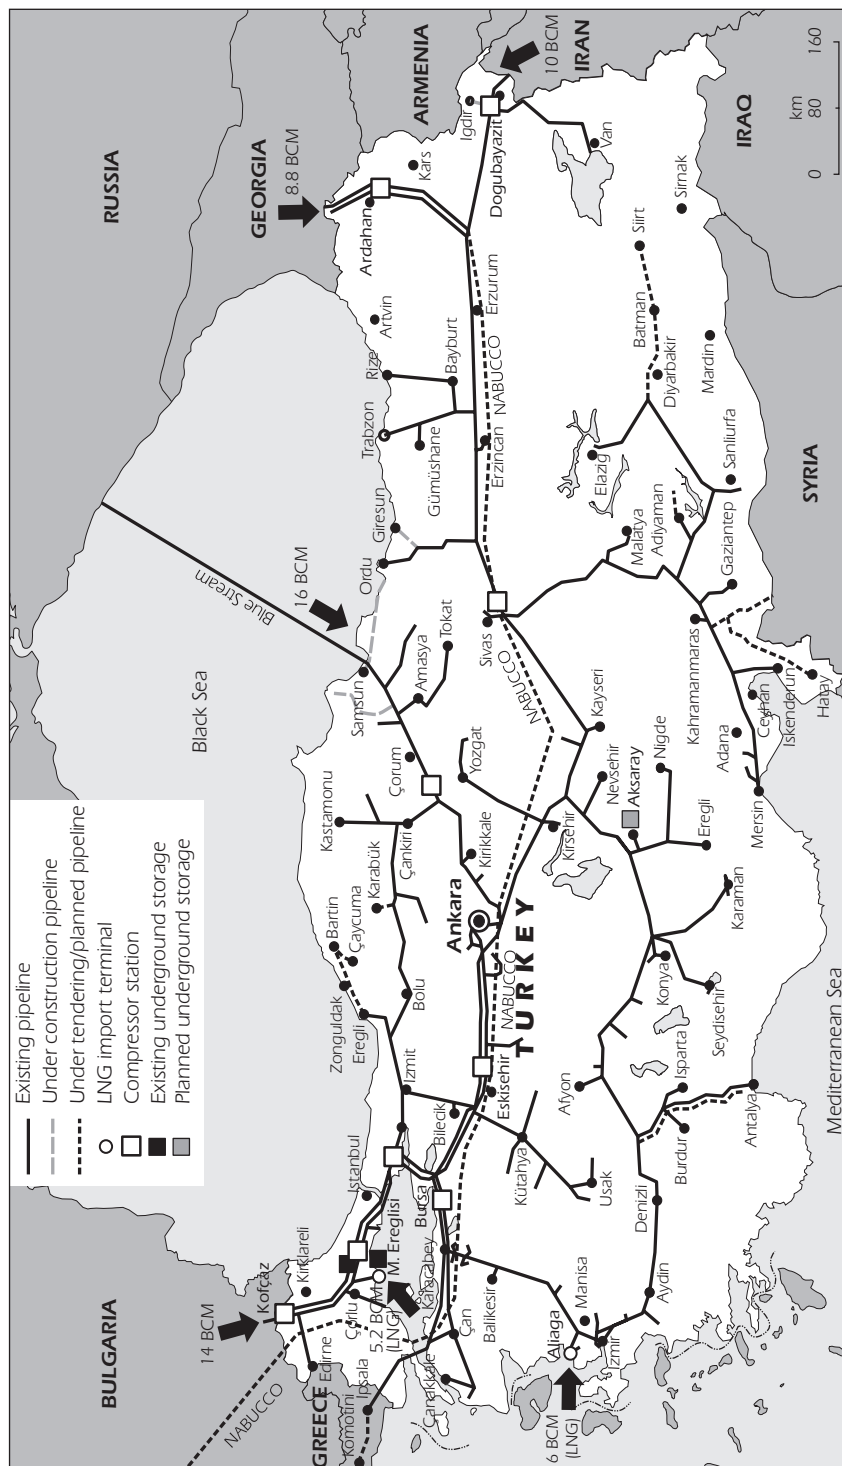 Existing pipeline
Under construction pipeline
Under tendering/planned pipeline
LNG import terminal
Compressor station
Existing underground storage
Planned underground storage
BULGARIA
RUSSIA
GEORGIA
ARMENIA
IRAN
IRAQ
SYRIA
GREECE
TURKEY
Black Sea
Mediterranean Sea
Blue Stream
14 BCM
16 BCM
8.8 BCM
10 BCM
5.2 BCM
(LNG)
6 BCM
(LNG)
NABUCCO
NABUCCO
NABUCCO
NABUCCO
Kofçaz
Kirklareli
Edirne
Çorlu
M. Ereglisi
Istanbul
Ipsala
Komotini
Çanakkale
Çan
Karacabey
Bursa
Balikesir
Izmit
Bilecik
Eskisehir
Kütahya
Usak
Aliaga
Manisa
Izmir
Aydin
Denizli
Burdur
Isparta
Antalya
Afyon
Zonguldak
Eregli
Bartin
Çaycuma
Karabük
Bolu
Kastamonu
Çankiri
Çorum
Kirikkale
Ankara
Yozgat
Kirsehir
Samsun
Amasya
Tokat
Ordu
Giresun
Sivas
Kayseri
Nevsehir
Aksaray
Nigde
Eregli
Karaman
Konya
Seydisehir
Mersin
Adana
Ceyhan
Iskenderun
Hatay
Kahramanmaras
Gaziantep
Adiyaman
Malatya
Sanliurfa
Elazig
Diyarbakir
Batman
Siirt
Mardin
Sirnak
Van
Trabzon
Gümüshane
Rize
Bayburt
Artvin
Erzincan
Erzurum
Ardahan
Kars
Igdir
Dogubayazit
km
0 80 160